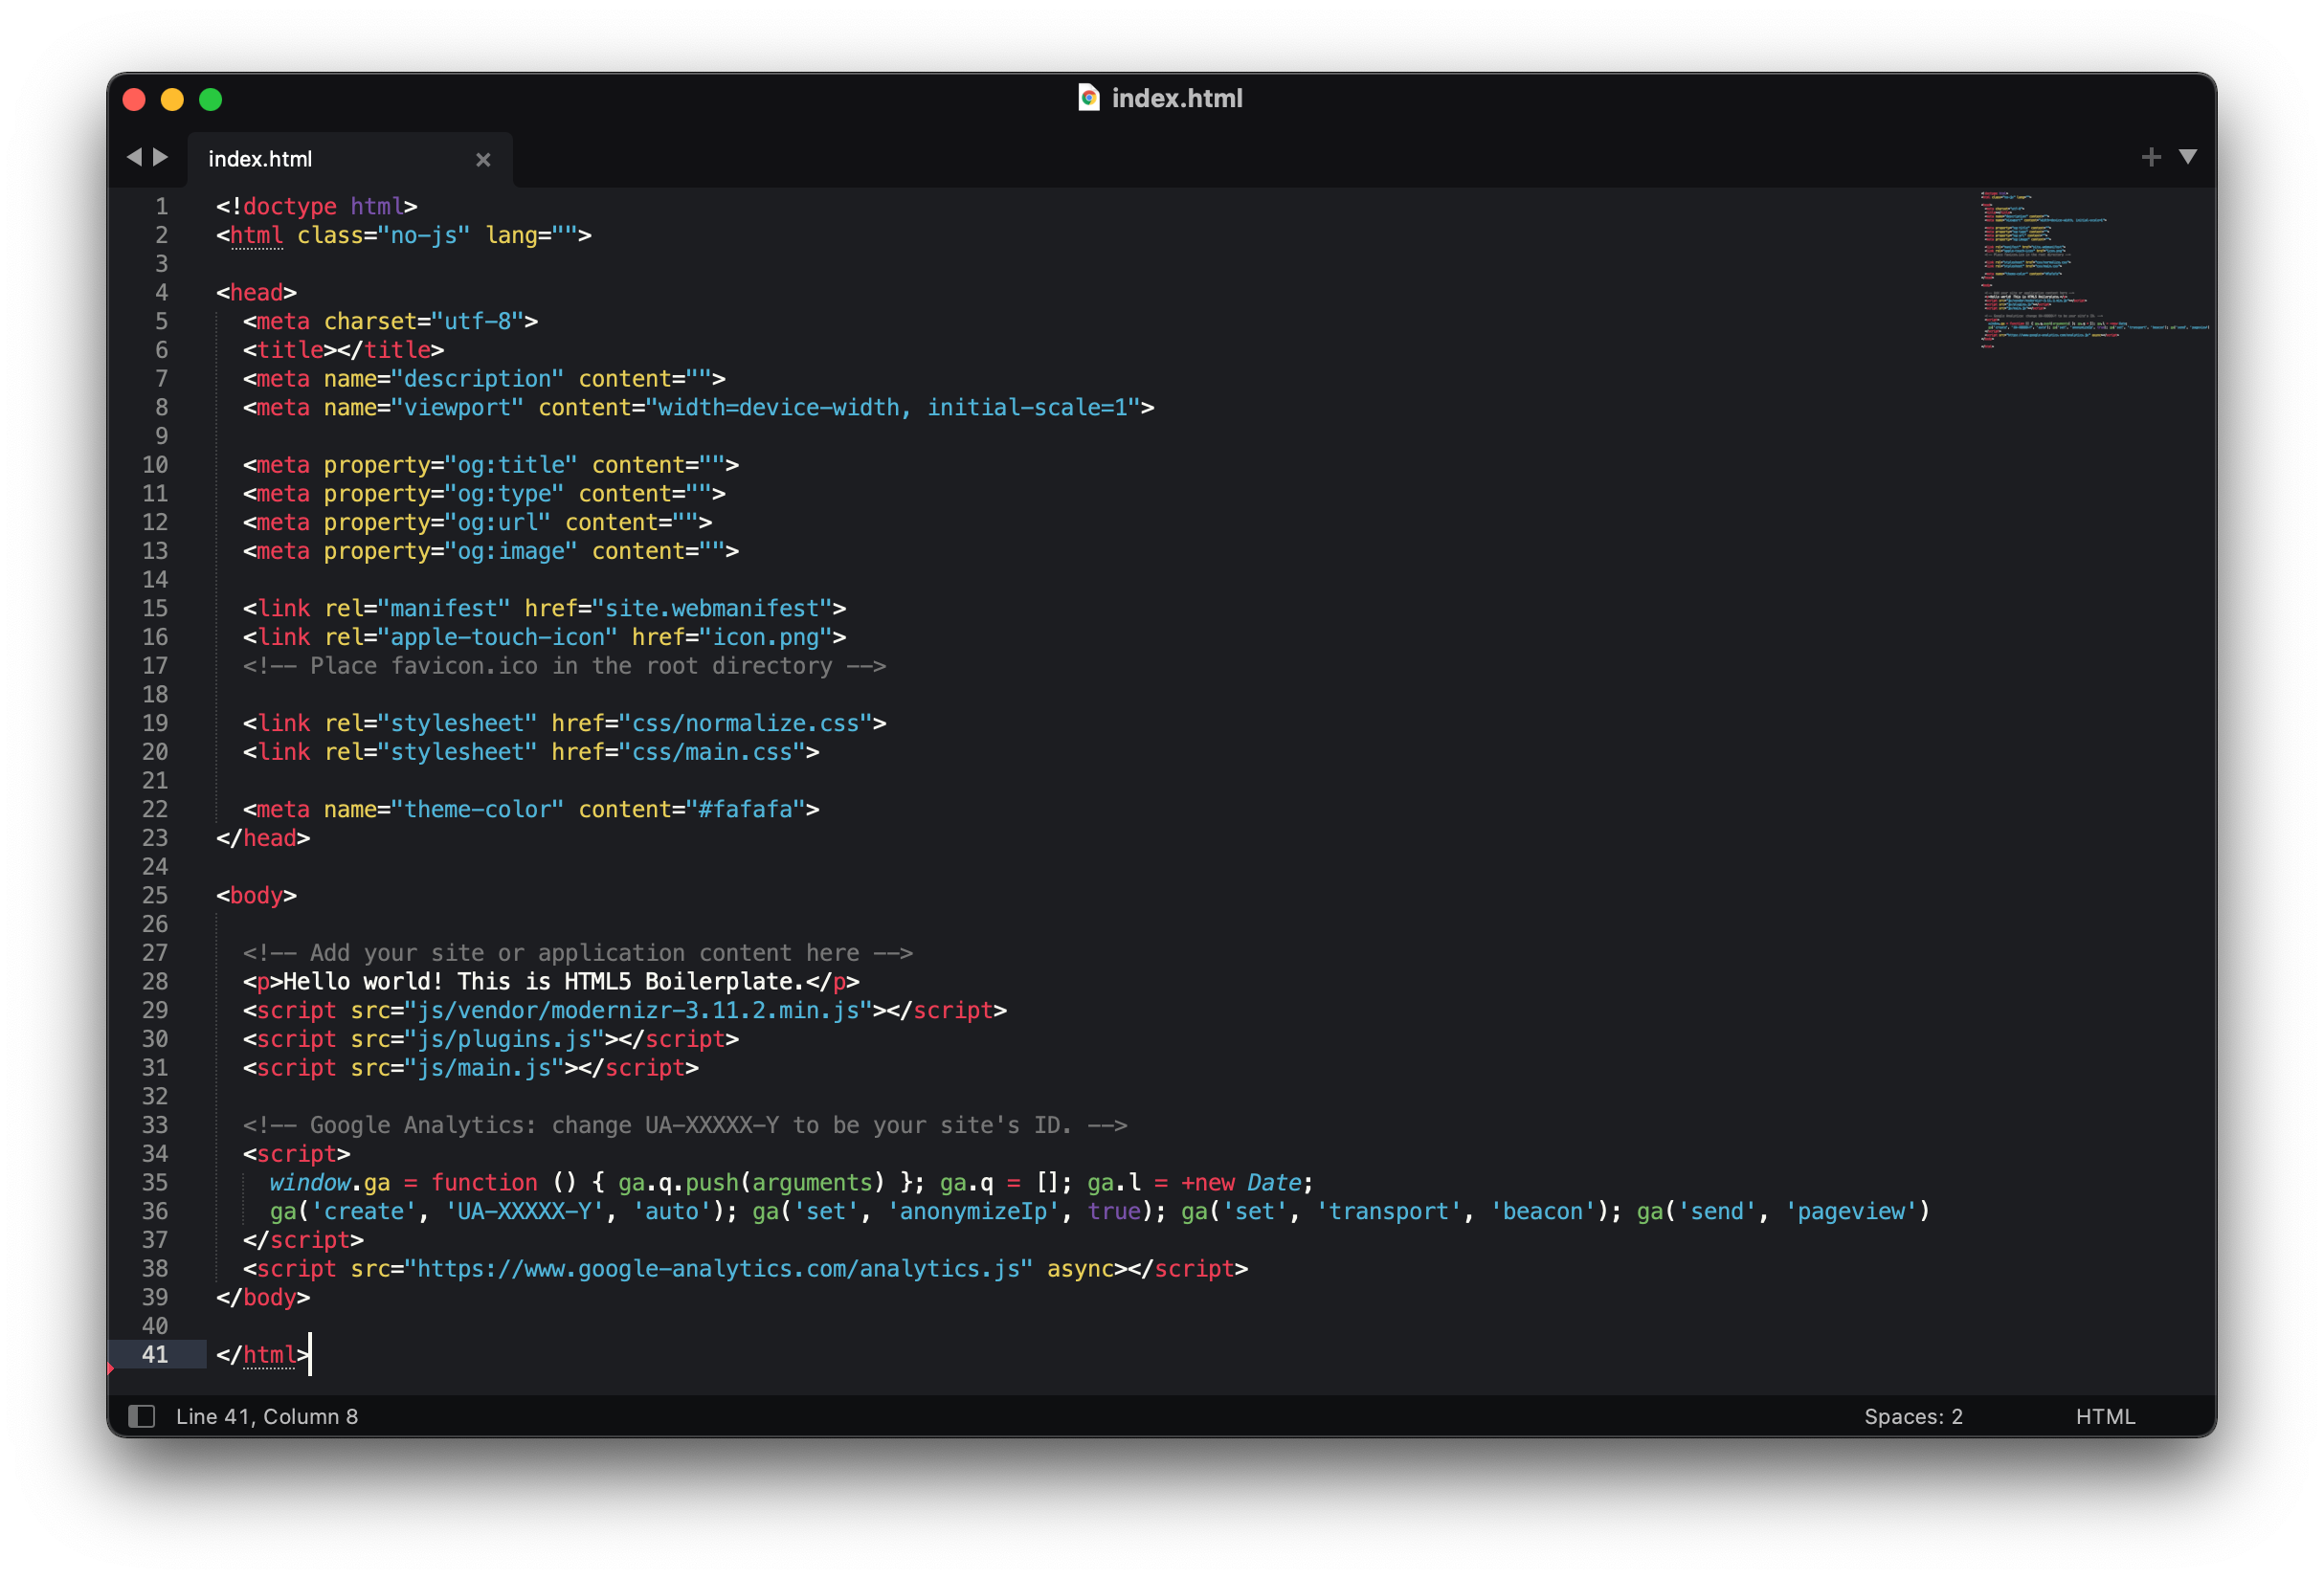 index.html
index.html
1 <!doctype html>
2 <html class="no-js" lang="">
3
4 <head>
5   <meta charset="utf-8">
6   <title></title>
7   <meta name="description" content="">
8   <meta name="viewport" content="width=device-width, initial-scale=1">
9
10   <meta property="og:title" content="">
11   <meta property="og:type" content="">
12   <meta property="og:url" content="">
13   <meta property="og:image" content="">
14
15   <link rel="manifest" href="site.webmanifest">
16   <link rel="apple-touch-icon" href="icon.png">
17   <!-- Place favicon.ico in the root directory -->
18
19   <link rel="stylesheet" href="css/normalize.css">
20   <link rel="stylesheet" href="css/main.css">
21
22   <meta name="theme-color" content="#fafafa">
23 </head>
24
25 <body>
26
27   <!-- Add your site or application content here -->
28   <p>Hello world! This is HTML5 Boilerplate.</p>
29   <script src="js/vendor/modernizr-3.11.2.min.js"></script>
30   <script src="js/plugins.js"></script>
31   <script src="js/main.js"></script>
32
33   <!-- Google Analytics: change UA-XXXXX-Y to be your site's ID. -->
34   <script>
35     window.ga = function () { ga.q.push(arguments) }; ga.q = []; ga.l = +new Date;
36     ga('create', 'UA-XXXXX-Y', 'auto'); ga('set', 'anonymizeIp', true); ga('set', 'transport', 'beacon'); ga('send', 'pageview')
37   </script>
38   <script src="https://www.google-analytics.com/analytics.js" async></script>
39 </body>
40
41 </html>
Line 41, Column 8 Spaces: 2 HTML